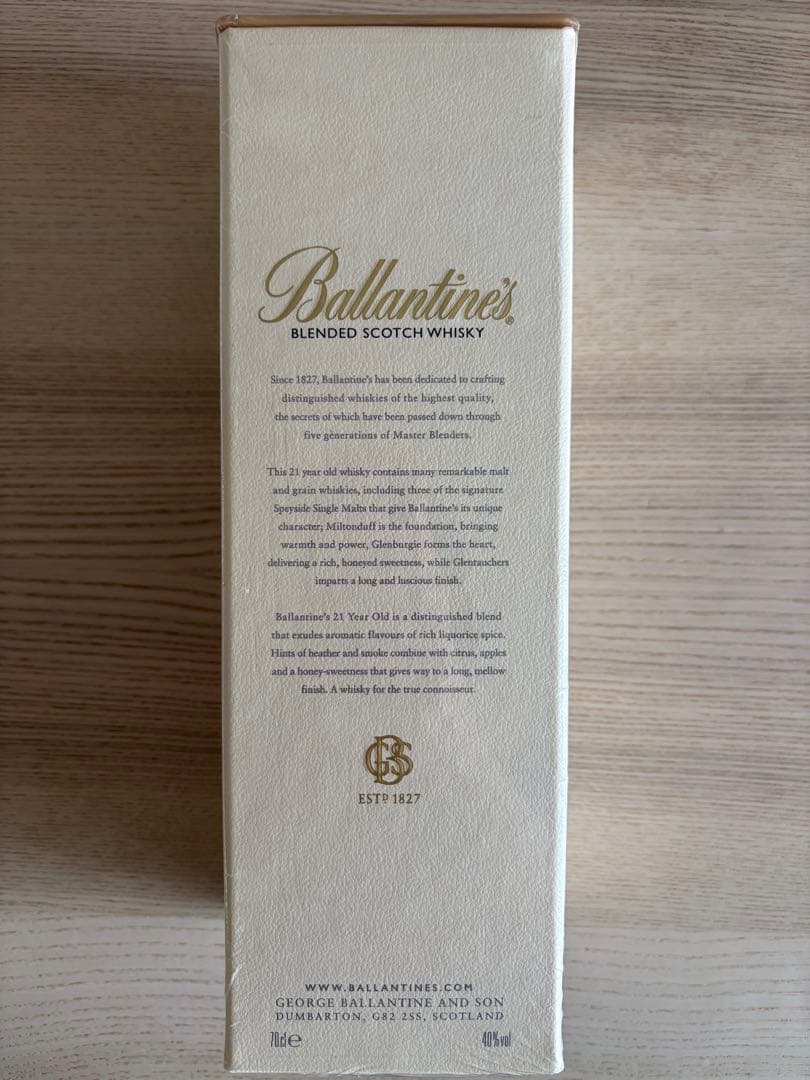 Ballantine's®
BLENDED SCOTCH WHISKY
Since 1827, Ballantine's has been dedicated to crafting
distinguished whiskies of the highest quality,
the secrets of which have been passed down through
five generations of Master Blenders.
This 21 year old whisky contains many remarkable malt
and grain whiskies, including three of the signature
Speyside Single Malts that give Ballantine's its unique
character; Miltonduff is the foundation, bringing
warmth and power, Glenburgie forms the heart,
delivering a rich, honeyed sweetness, while Glentauchers
imparts a long and luscious finish.
Ballantine's 21 Year Old is a distinguished blend
that exudes aromatic flavours of rich liquorice spice.
Hints of heather and smoke combine with citrus, apples
and a honey-sweetness that gives way to a long, mellow
finish. A whisky for the true connoisseur.
GBS
ESTD 1827
WWW.BALLANTINES.COM
GEORGE BALLANTINE AND SON
DUMBARTON, G82 2SS, SCOTLAND
70cl℮ 40%vol